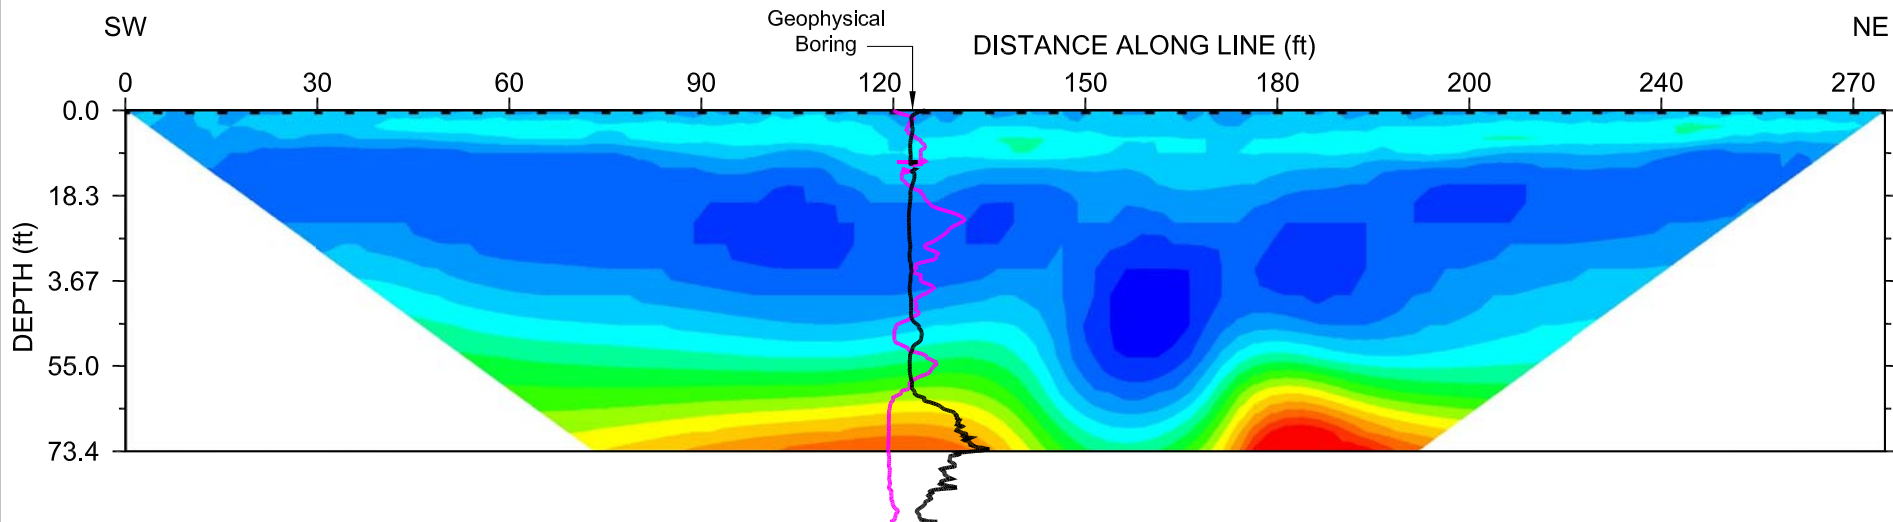 SW
Geophysical
Boring
DISTANCE ALONG LINE (ft)
NE
0 30 60 90 120 150 180 200 240 270
DEPTH (ft)
0.0
18.3
3.67
55.0
73.4